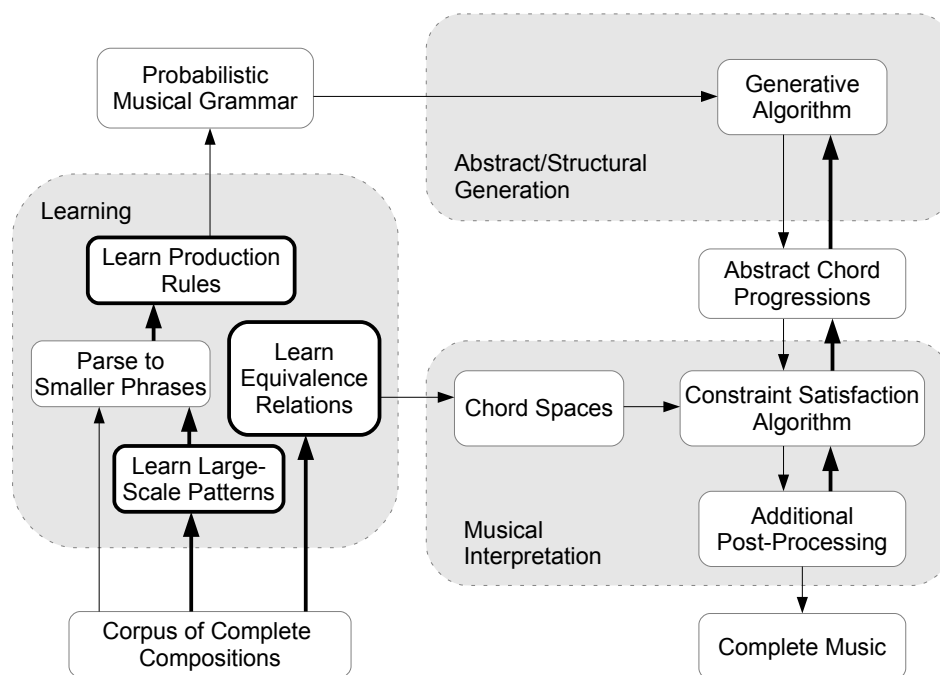 Probabilistic
Musical Grammar
Generative
Algorithm
Abstract/Structural
Generation
Learning
Learn Production
Rules
Abstract Chord
Progressions
Parse to
Smaller Phrases
Learn
Equivalence
Relations
Chord Spaces
Constraint Satisfaction
Algorithm
Learn Large-
Scale Patterns
Musical
Interpretation
Additional
Post-Processing
Corpus of Complete
Compositions
Complete Music